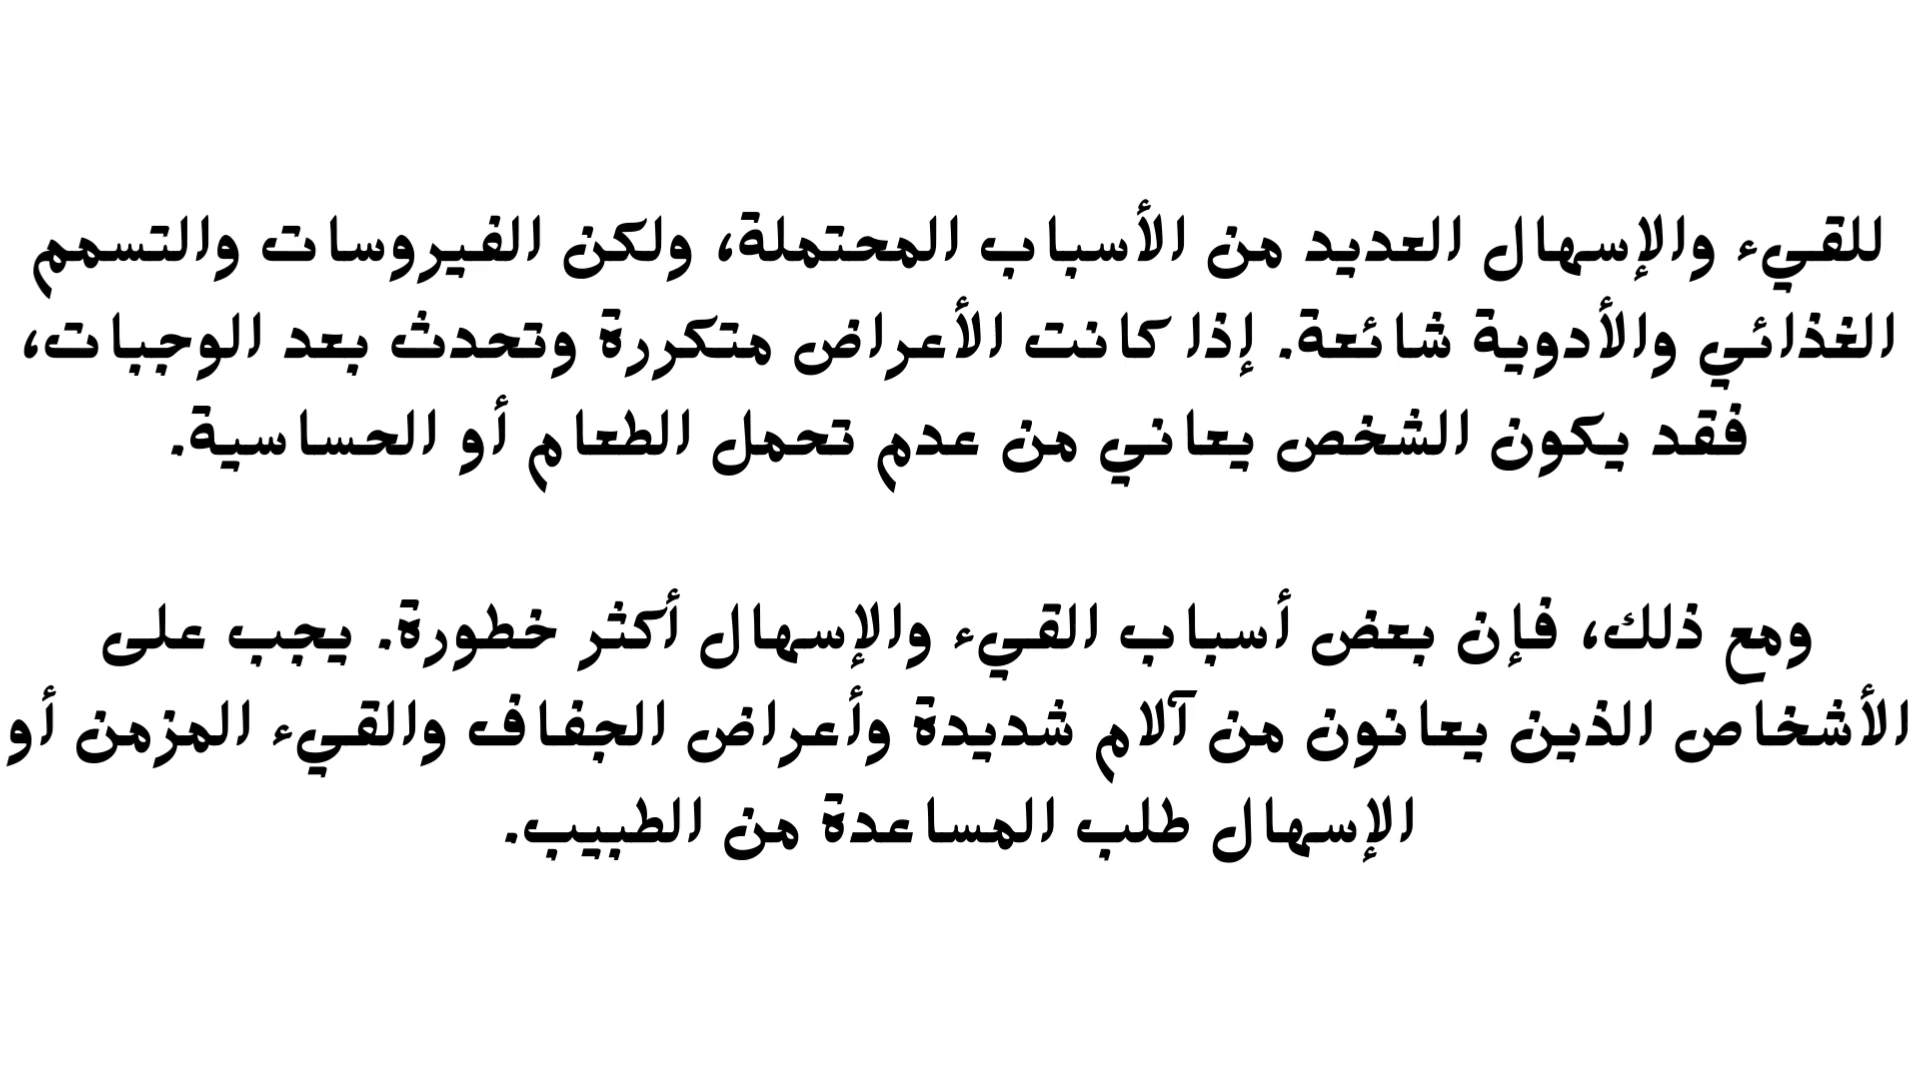 للقيء والإسهال العديد من الأسباب المحتملة، ولكن الفيروسات والتسمم
الغذائي والأدوية شائعة. إذا كانت الأعراض متكررة وتحدث بعد الوجبات،
فقد يكون الشخص يعاني من عدم تحمل الطعام أو الحساسية.
ومع ذلك، فإن بعض أسباب القيء والإسهال أكثر خطورة. يجب على
الأشخاص الذين يعانون من آلام شديدة وأعراض الجفاف والقيء المزمن أو
الإسهال طلب المساعدة من الطبيب.